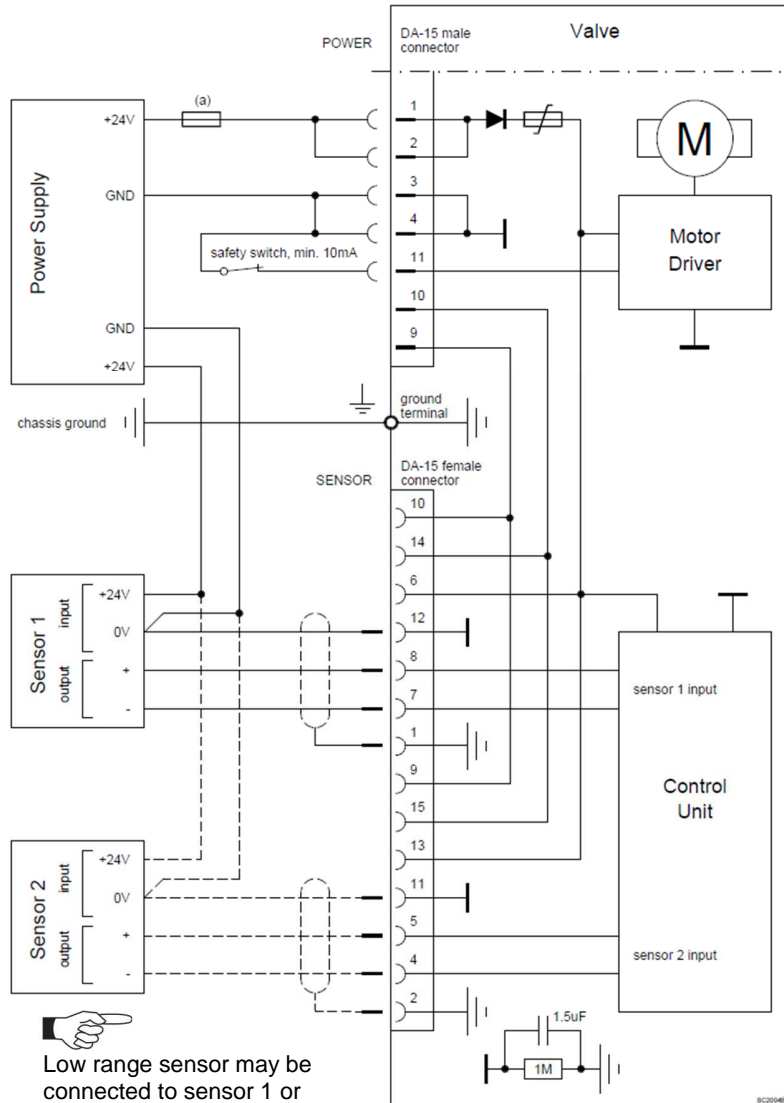 Valve
POWER
DA-15 male
connector
Power Supply
+24V
(a)
1
2
GND
3
4
safety switch, min. 10mA
11
10
9
GND
+24V
M
Motor
Driver
chassis ground
ground
terminal
SENSOR
DA-15 female
connector
10
14
6
12
8
7
1
9
15
13
11
5
4
2
Sensor 1
input
+24V
0V
output
+
-
Sensor 2
input
+24V
0V
output
+
-
sensor 1 input
Control
Unit
sensor 2 input
1.5uF
1M
Low range sensor may be
connected to sensor 1 or